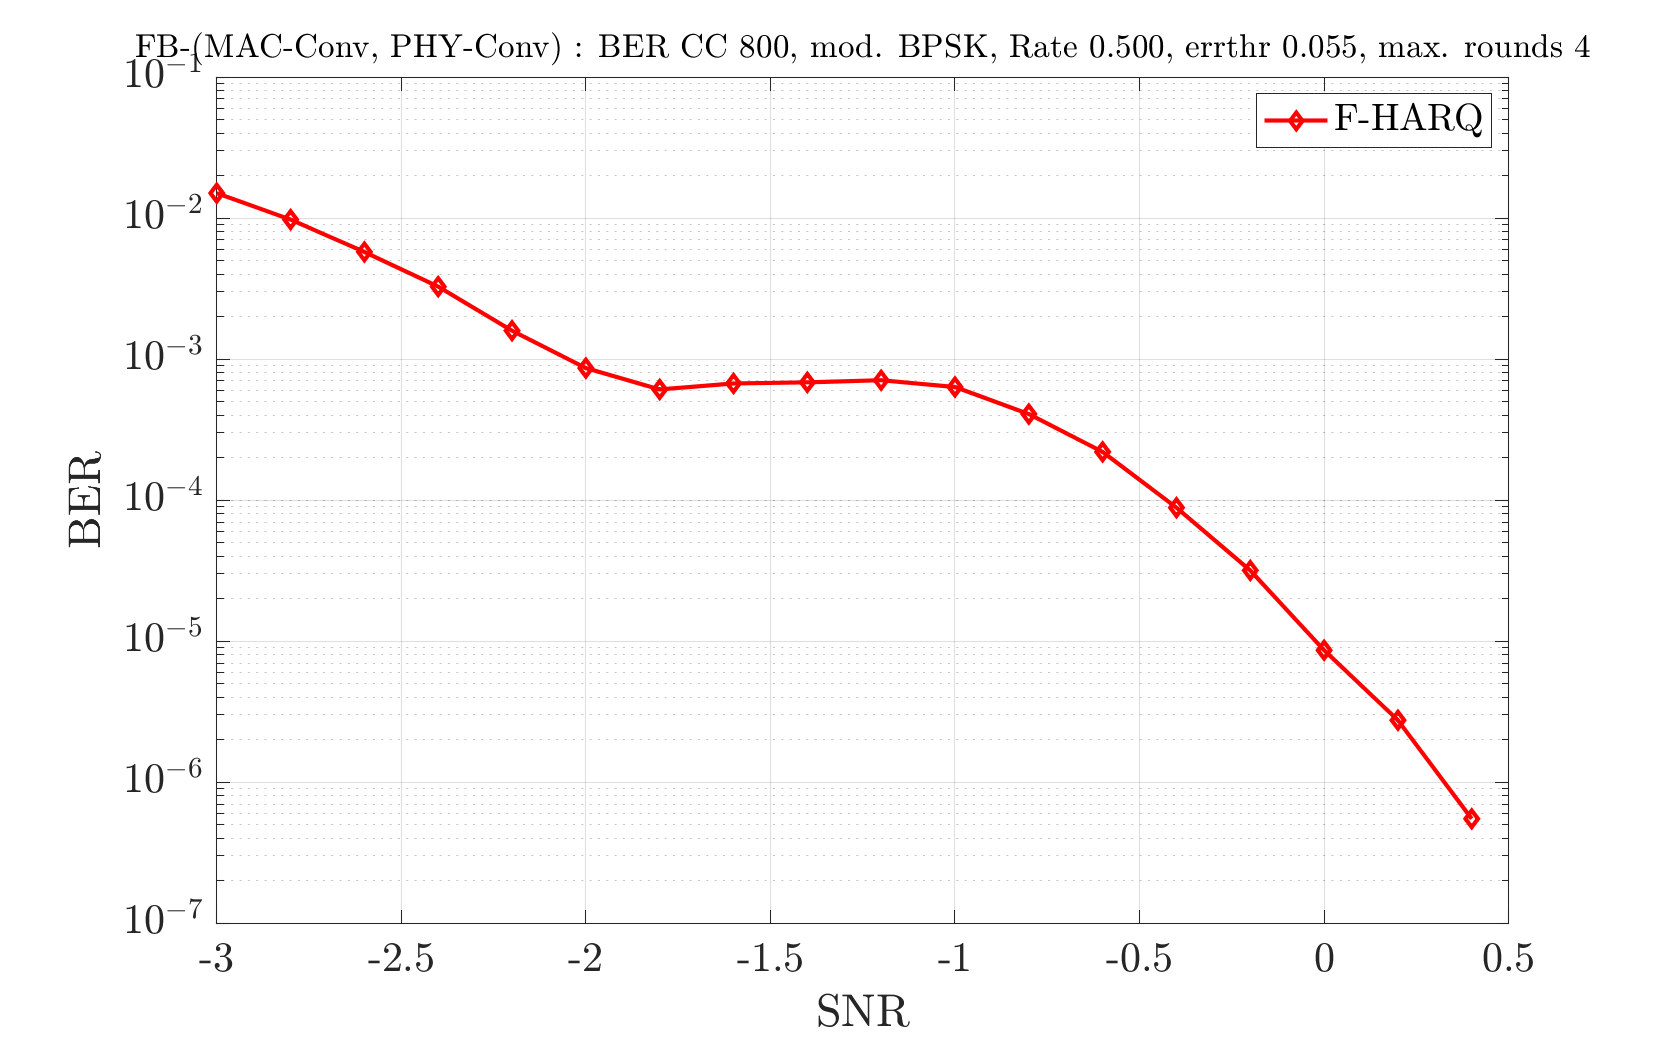 FB-(MAC-Conv, PHY-Conv) : BER CC 800, mod. BPSK, Rate 0.500, errthr 0.055, max. rounds 4
10^{-1}
F-HARQ
10^{-2}
10^{-3}
10^{-4}
10^{-5}
10^{-6}
10^{-7}
BER
-3 -2.5 -2 -1.5 -1 -0.5 0 0.5
SNR